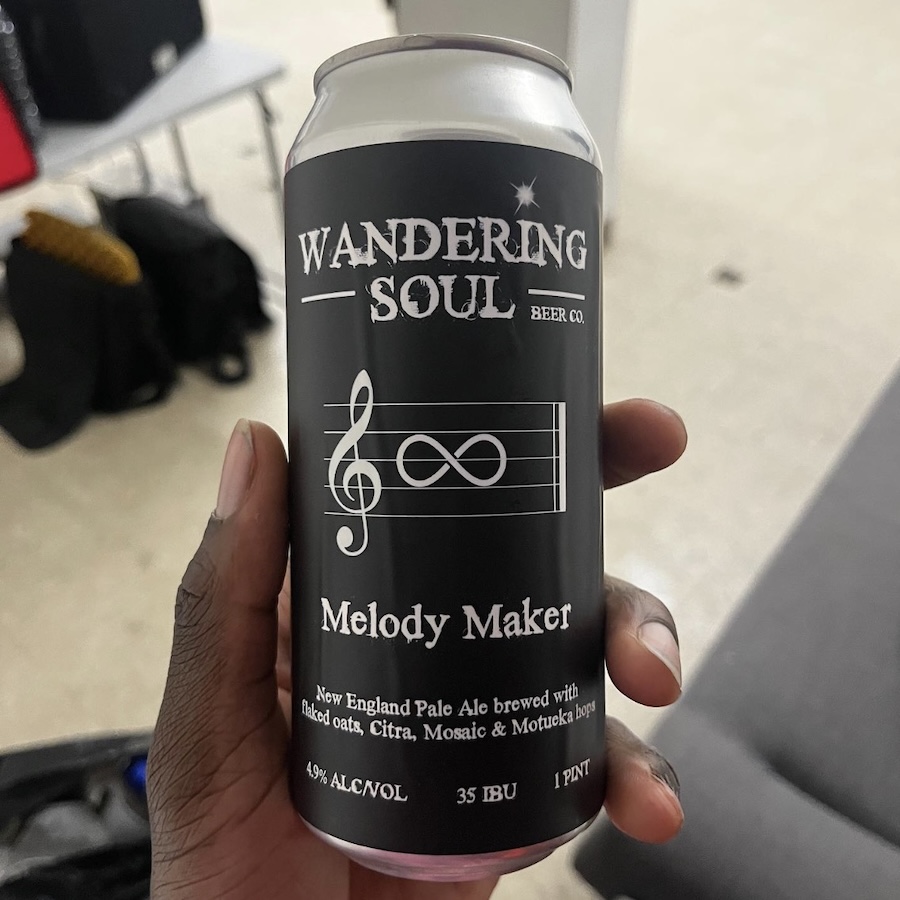 WANDERING
SOUL
BEER CO.
Melody Maker
New England Pale Ale brewed with
flaked oats, Citra, Mosaic & Motueka hops
4.9% ALC/VOL 35 IBU 1 PINT